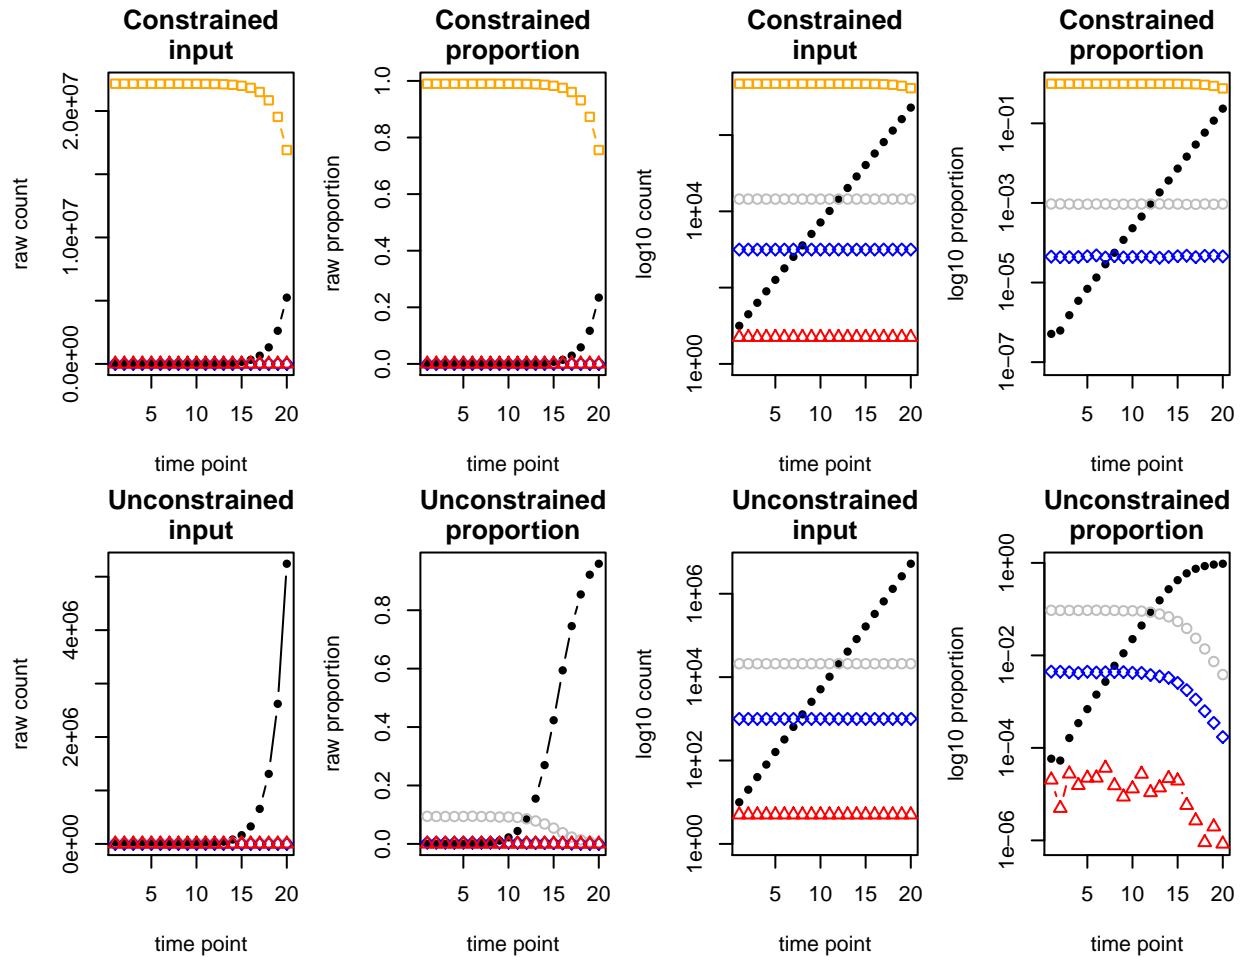 Constrained
input
raw count
0.0e+00
1.0e+07
2.0e+07
5
10
15
20
time point
Constrained
proportion
raw proportion
0.0
0.2
0.4
0.6
0.8
1.0
5
10
15
20
time point
Constrained
input
log10 count
1e+00
1e+04
5
10
15
20
time point
Constrained
proportion
log10 proportion
1e-07
1e-05
1e-03
1e-01
5
10
15
20
time point
Unconstrained
input
raw count
0e+00
2e+06
4e+06
5
10
15
20
time point
Unconstrained
proportion
raw proportion
0.0
0.2
0.4
0.6
0.8
5
10
15
20
time point
Unconstrained
input
log10 count
1e+00
1e+02
1e+04
1e+06
5
10
15
20
time point
Unconstrained
proportion
log10 proportion
1e-06
1e-04
1e-02
1e+00
5
10
15
20
time point